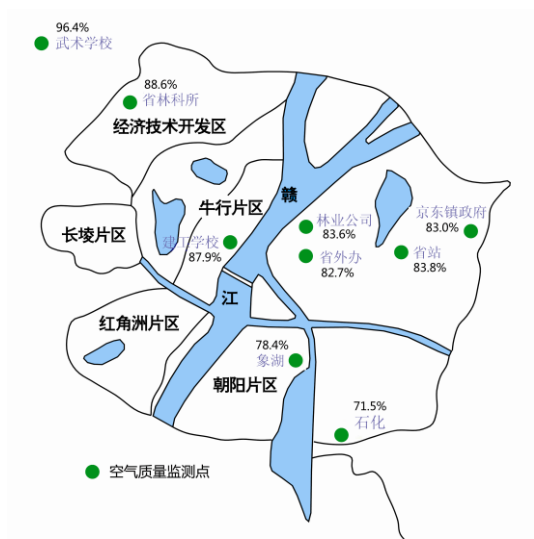 96.4%
武术学校
88.6%
省林科所
经济技术开发区
牛行片区
赣
长堎片区
建工学校
87.9%
林业公司
83.6%
省外办
82.7%
京东镇政府
83.0%
省站
83.8%
江
红角洲片区
78.4%
象湖
朝阳片区
71.5%
石化
空气质量监测点